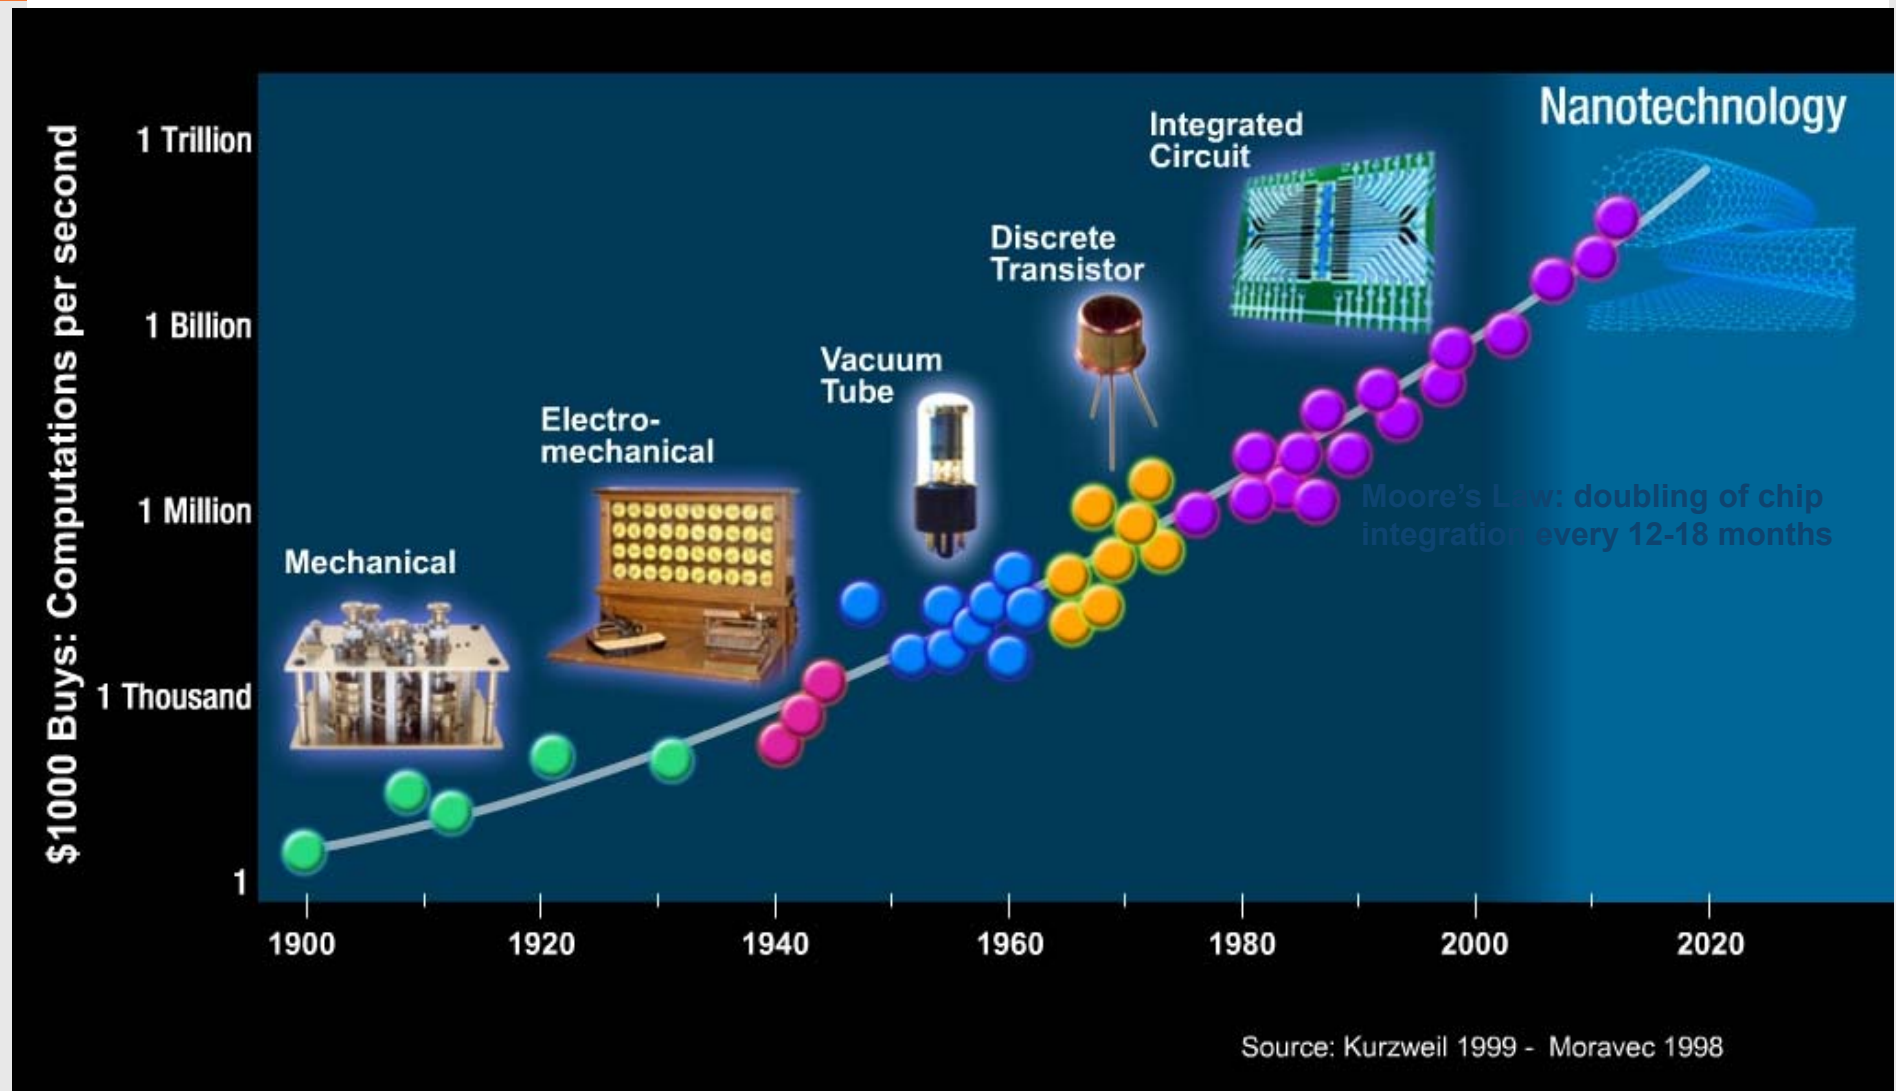 Nanotechnology
Integrated
Circuit
1 Trillion
Discrete
Transistor
1 Billion
Vacuum
Tube
Electro-
mechanical
Moore's Law: doubling of chip
integration every 12-18 months
1 Million
Mechanical
1 Thousand
1
$1000 Buys: Computations per second
1900 1920 1940 1960 1980 2000 2020
Source: Kurzweil 1999 - Moravec 1998